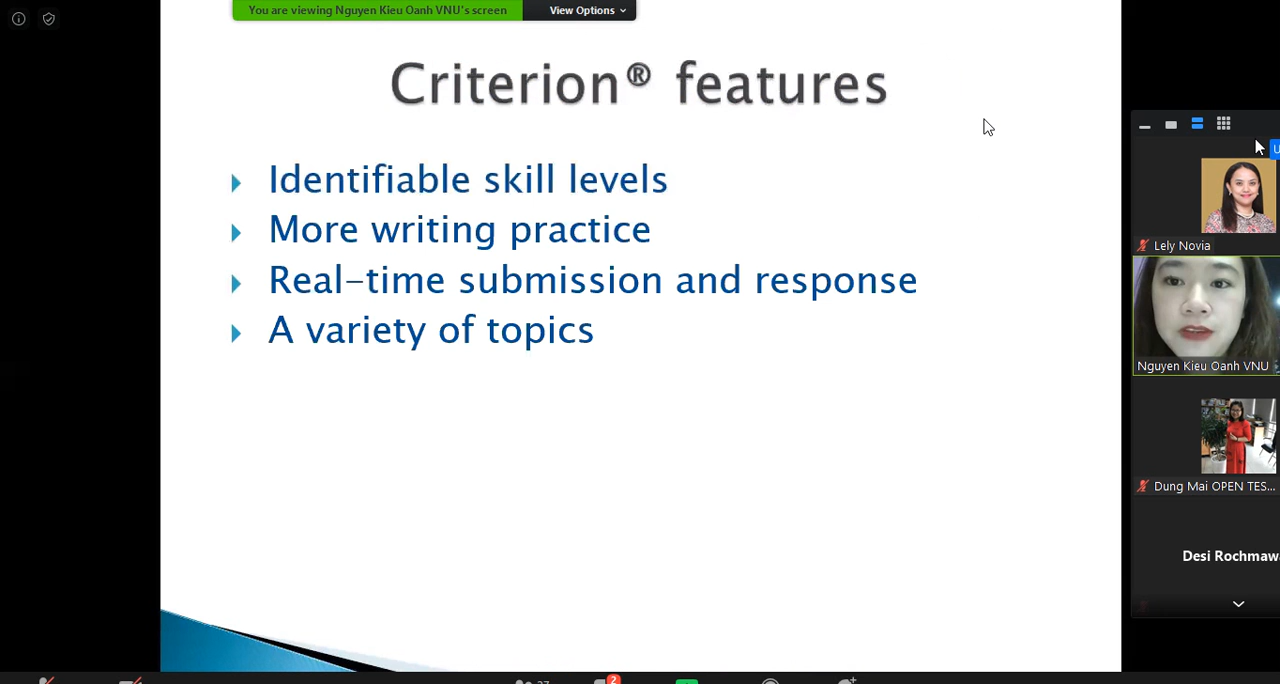 You are viewing Nguyen Kieu Oanh VNU's screen
View Options
Criterion® features
Identifiable skill levels
More writing practice
Real-time submission and response
A variety of topics
U
Lely Novia
Nguyen Kieu Oanh VNU
Dung Mai OPEN TES...
Desi Rochmaw
2